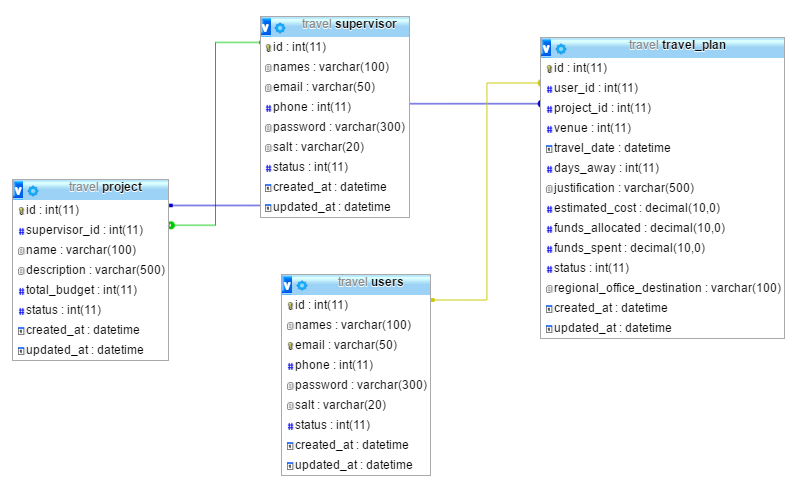 travel supervisor
id : int(11)
names : varchar(100)
email : varchar(50)
phone : int(11)
password : varchar(300)
salt : varchar(20)
status : int(11)
created_at : datetime
updated_at : datetime
travel travel_plan
id : int(11)
user_id : int(11)
project_id : int(11)
venue : int(11)
travel_date : datetime
days_away : int(11)
justification : varchar(500)
estimated_cost : decimal(10,0)
funds_allocated : decimal(10,0)
funds_spent : decimal(10,0)
status : int(11)
regional_office_destination : varchar(100)
created_at : datetime
updated_at : datetime
travel project
id : int(11)
supervisor_id : int(11)
name : varchar(100)
description : varchar(500)
total_budget : int(11)
status : int(11)
created_at : datetime
updated_at : datetime
travel users
id : int(11)
names : varchar(100)
email : varchar(50)
phone : int(11)
password : varchar(300)
salt : varchar(20)
status : int(11)
created_at : datetime
updated_at : datetime